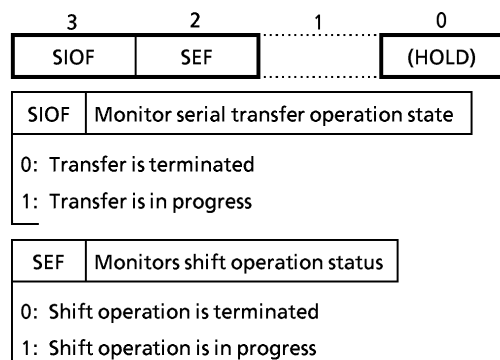 3 2 1 0
SIOF SEF (HOLD)
SIOF Monitor serial transfer operation state
0: Transfer is terminated
1: Transfer is in progress
SEF Monitors shift operation status
0: Shift operation is terminated
1: Shift operation is in progress